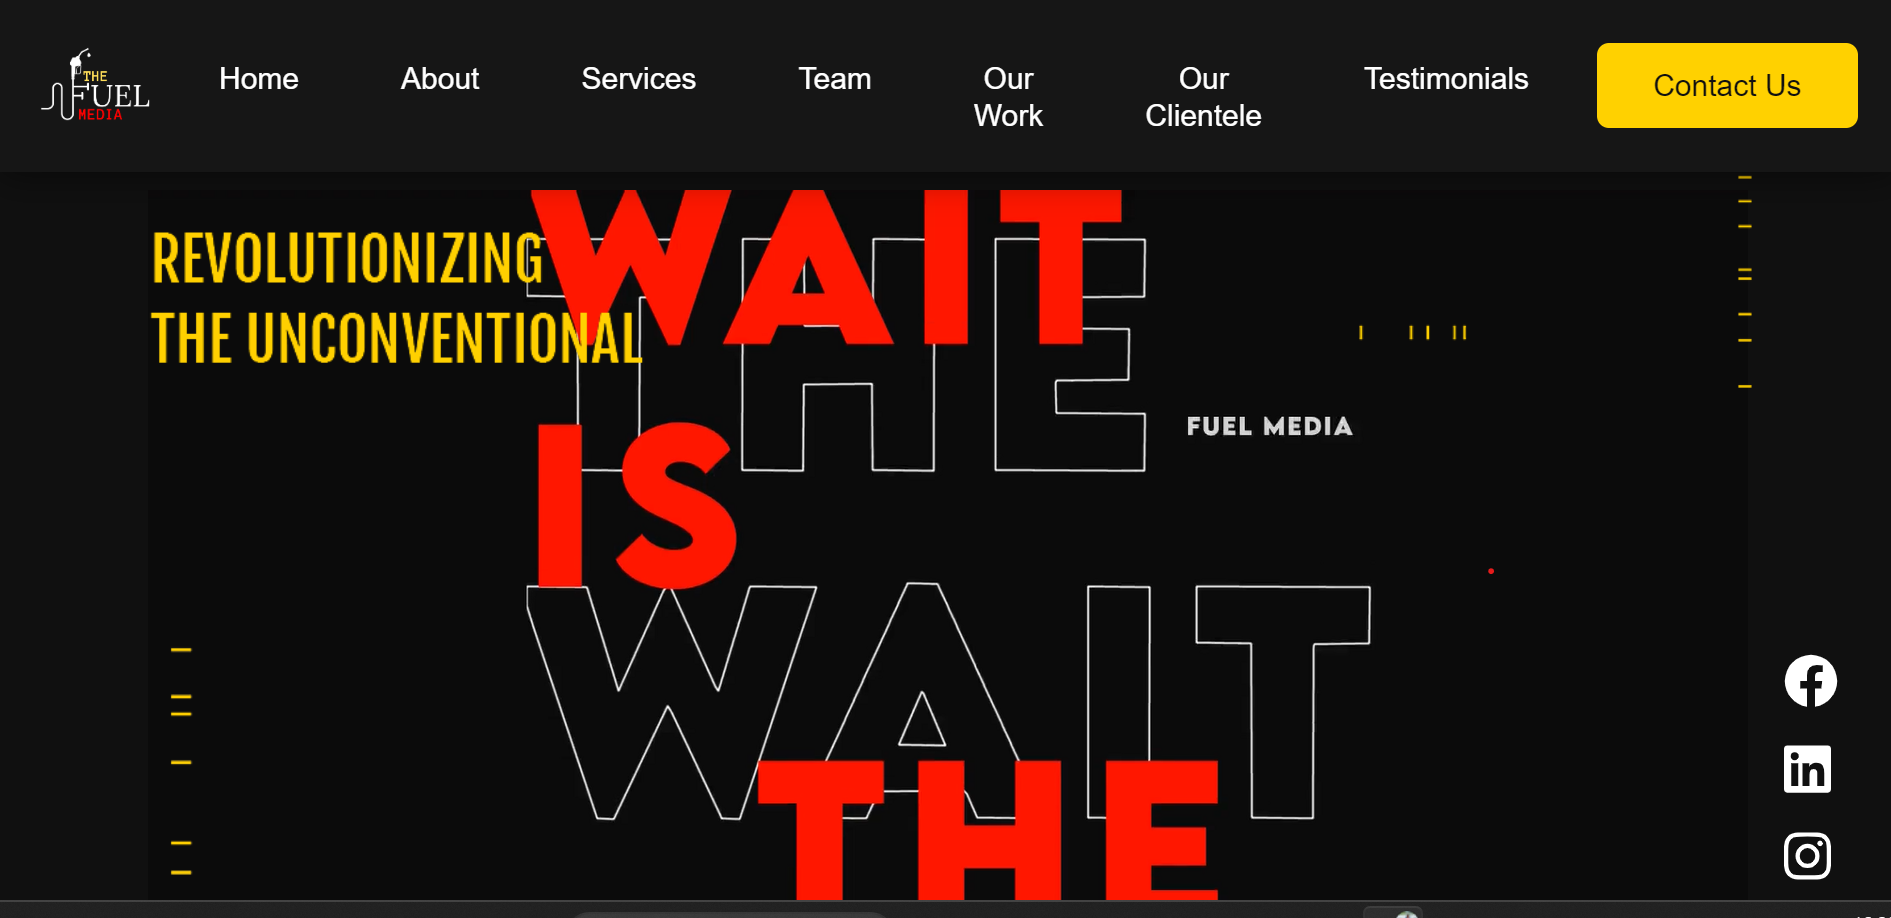 THE
FUEL
MEDIA
Home
About
Services
Team
Our
Work
Our
Clientele
Testimonials
Contact Us
REVOLUTIONIZING
THE UNCONVENTIONAL
WAIT
THE
FUEL MEDIA
IS
WAIT
THE
in